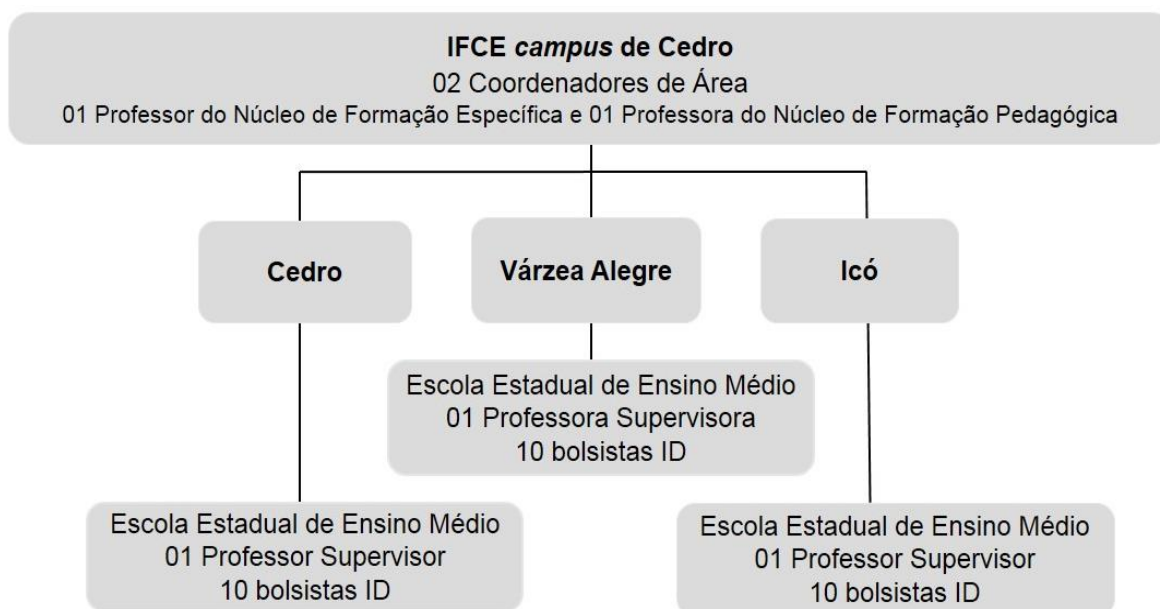 IFCE campus de Cedro
02 Coordenadores de Área
01 Professor do Núcleo de Formação Específica e 01 Professora do Núcleo de Formação Pedagógica
Cedro
Várzea Alegre
Icó
Escola Estadual de Ensino Médio
01 Professora Supervisora
10 bolsistas ID
Escola Estadual de Ensino Médio
01 Professor Supervisor
10 bolsistas ID
Escola Estadual de Ensino Médio
01 Professor Supervisor
10 bolsistas ID